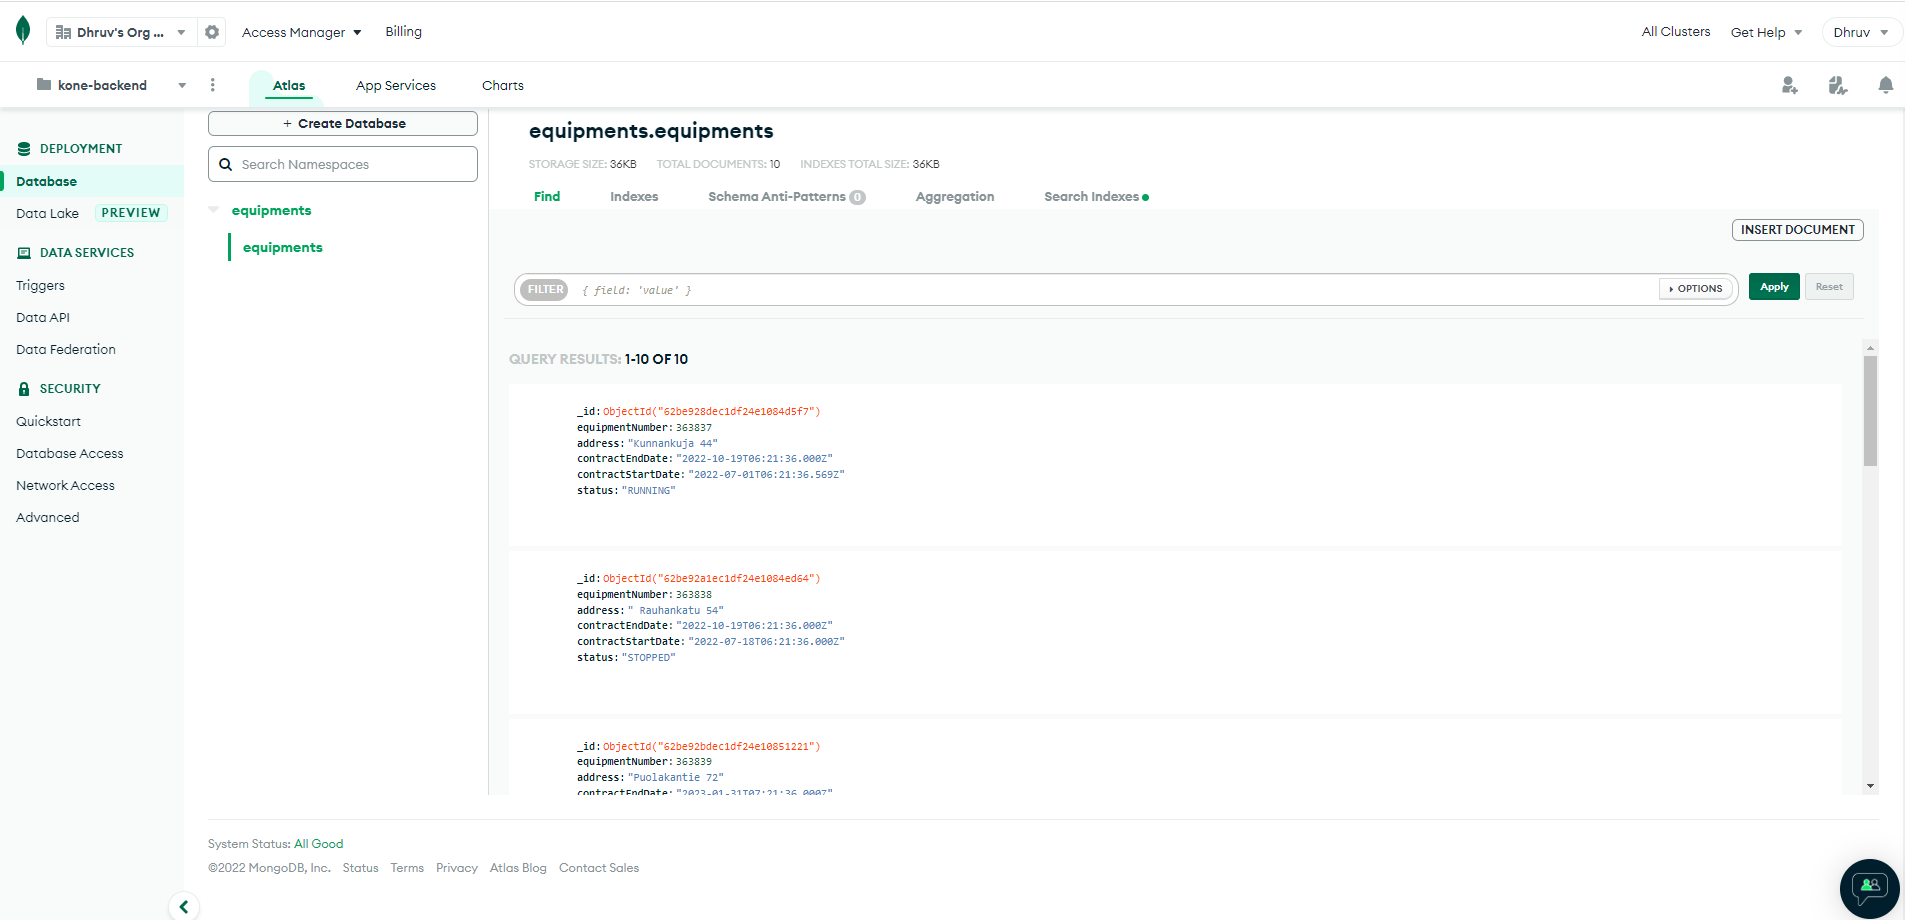 Dhruv's Org ...
Access Manager
Billing
All Clusters
Get Help
Dhruv
kone-backend
Atlas
App Services
Charts
DEPLOYMENT
Database
Data Lake PREVIEW
DATA SERVICES
Triggers
Data API
Data Federation
SECURITY
Quickstart
Database Access
Network Access
Advanced
+ Create Database
Search Namespaces
equipments
equipments
equipments.equipments
STORAGE SIZE: 36KB TOTAL DOCUMENTS: 10 INDEXES TOTAL SIZE: 36KB
Find Indexes Schema Anti-Patterns 0 Aggregation Search Indexes
INSERT DOCUMENT
FILTER { field: 'value' } OPTIONS Apply Reset
QUERY RESULTS: 1-10 OF 10
_id: ObjectId("62be928dec1df24e1084d5f7")
equipmentNumber: 363837
address: "Kunnankuja 44"
contractEndDate: "2022-10-19T06:21:36.000Z"
contractStartDate: "2022-07-01T06:21:36.569Z"
status: "RUNNING"
_id: ObjectId("62be92a1ec1df24e1084ed64")
equipmentNumber: 363838
address: " Rauhankatu 54"
contractEndDate: "2022-10-19T06:21:36.000Z"
contractStartDate: "2022-07-18T06:21:36.000Z"
status: "STOPPED"
_id: ObjectId("62be92bdec1df24e10851221")
equipmentNumber: 363839
address: "Puolakantie 72"
contractEndDate: "2023-01-31T07:21:36.000Z"
System Status: All Good
©2022 MongoDB, Inc. Status Terms Privacy Atlas Blog Contact Sales